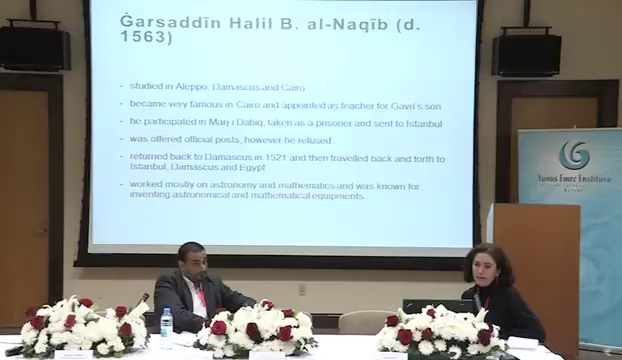 Ġarsaddīn Halil B. al-Naqīb (d.
1563)
- studied in Aleppo, Damascus and Cairo
- became very famous in Cairo and appointed as teacher for Gavri's son
- he participated in Marj-ı Dabiq, taken as a prisoner and sent to Istanbul
- was offered official posts, however he refused.
- returned back to Damascus in 1521 and then travelled back and forth to
Istanbul, Damascus and Egypt
- worked mostly on astronomy and mathematics and was known for
inventing astronomical and mathematical equipments
Yunus Emre Enstitüsü